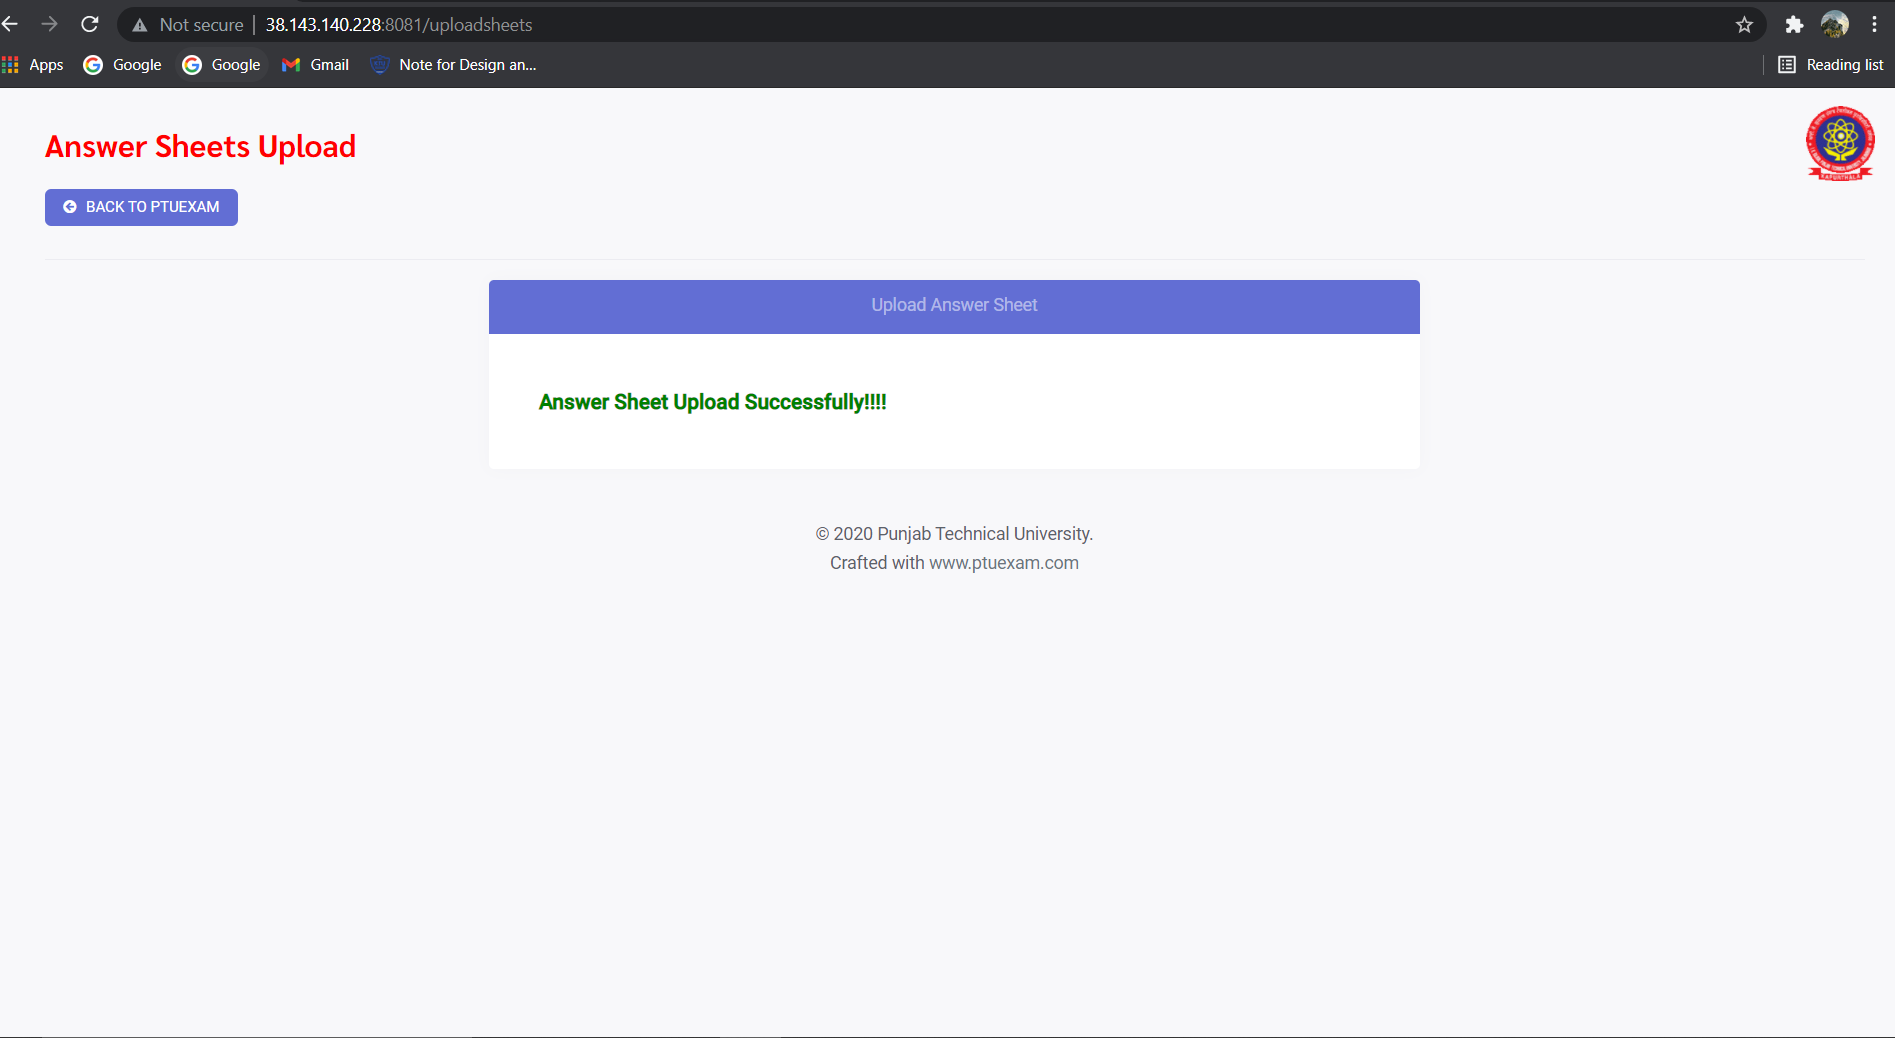 Not secure | 38.143.140.228:8081/uploadsheets
Apps Google Google Gmail Note for Design an... Reading list
Answer Sheets Upload
BACK TO PTUEXAM
Upload Answer Sheet
Answer Sheet Upload Successfully!!!!
© 2020 Punjab Technical University.
Crafted with www.ptuexam.com
KAPURTHALA